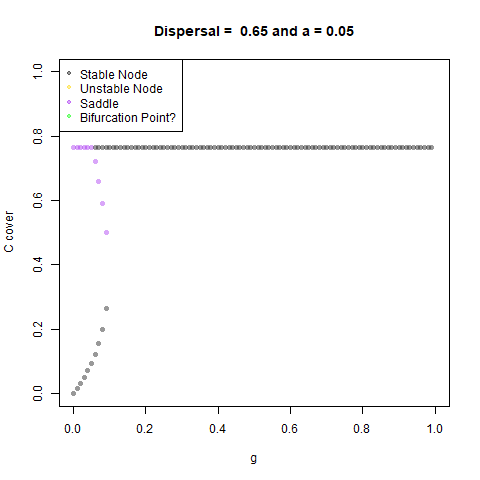 Dispersal =  0.65 and a = 0.05
Stable Node
Unstable Node
Saddle
Bifurcation Point?
C cover
1.0
0.8
0.6
0.4
0.2
0.0
0.0 0.2 0.4 0.6 0.8 1.0
g